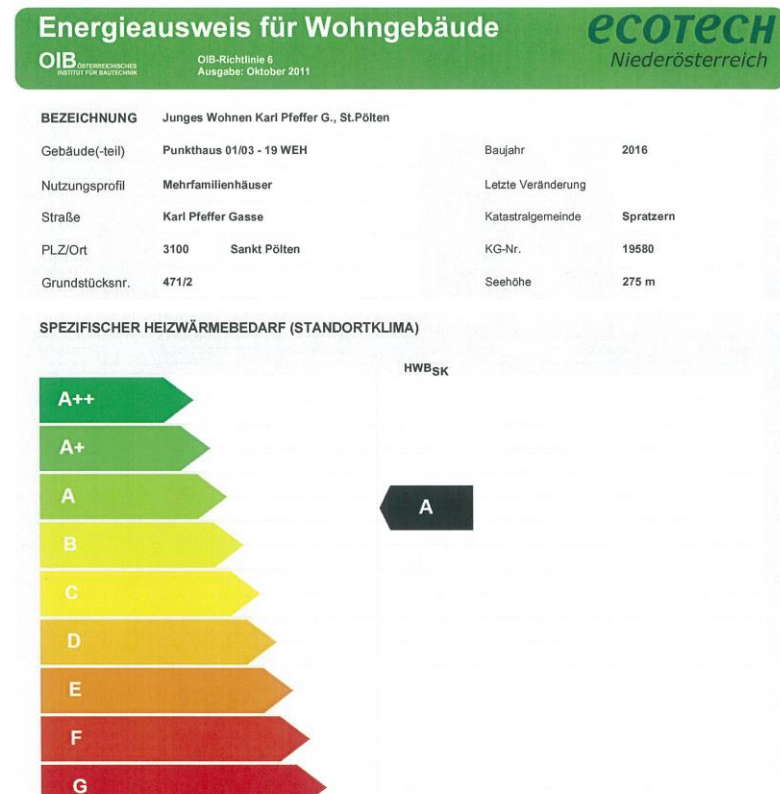 Energieausweis für Wohngebäude
ecotech
Niederösterreich
OIB ÖSTERREICHISCHES INSTITUT FÜR BAUTECHNIK
OIB-Richtlinie 6
Ausgabe: Oktober 2011
BEZEICHNUNG Junges Wohnen Karl Pfeffer G., St.Pölten
Gebäude(-teil) Punkthaus 01/03 - 19 WEH Baujahr 2016
Nutzungsprofil Mehrfamilienhäuser Letzte Veränderung
Straße Karl Pfeffer Gasse Katastralgemeinde Spratzern
PLZ/Ort 3100 Sankt Pölten KG-Nr. 19580
Grundstücksnr. 471/2 Seehöhe 275 m
SPEZIFISCHER HEIZWÄRMEBEDARF (STANDORTKLIMA)
HWBSK
A++
A+
A A
B
C
D
E
F
G